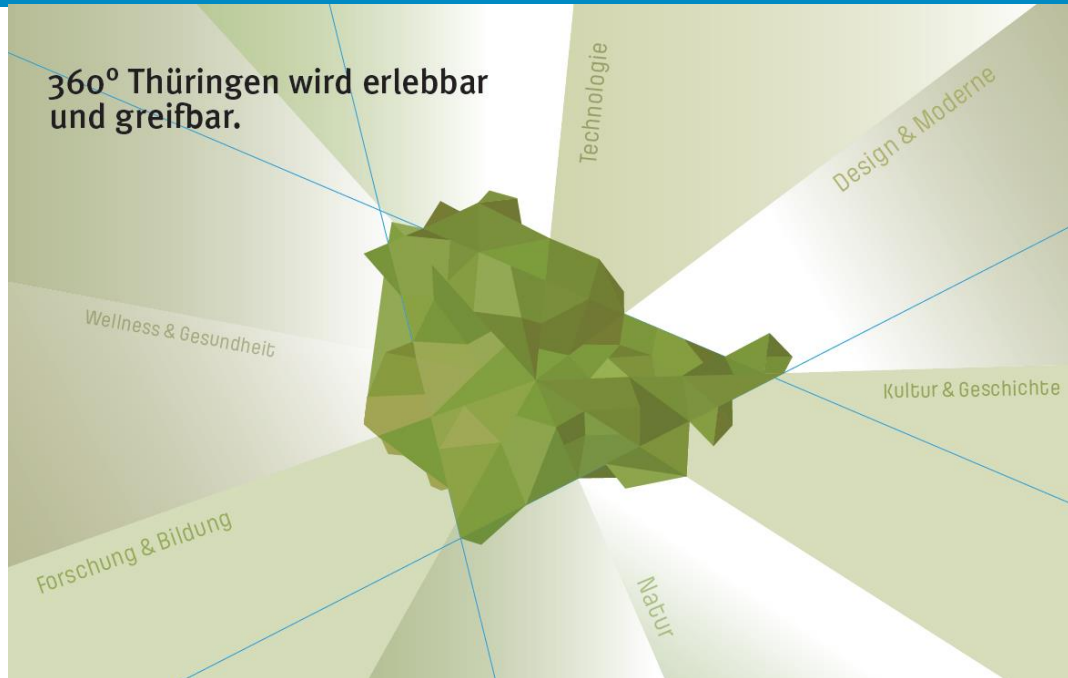 360° Thüringen wird erlebbar
und greifbar.
Technologie
Design & Moderne
Wellness & Gesundheit
Kultur & Geschichte
Forschung & Bildung
Natur